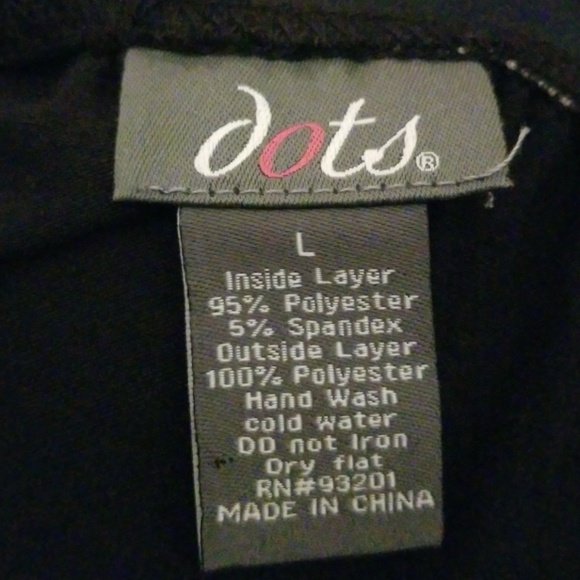 dots®
L
Inside Layer
95% Polyester
5% Spandex
Outside Layer
100% Polyester
Hand Wash
cold water
DO not Iron
Dry flat
RN#93201
MADE IN CHINA